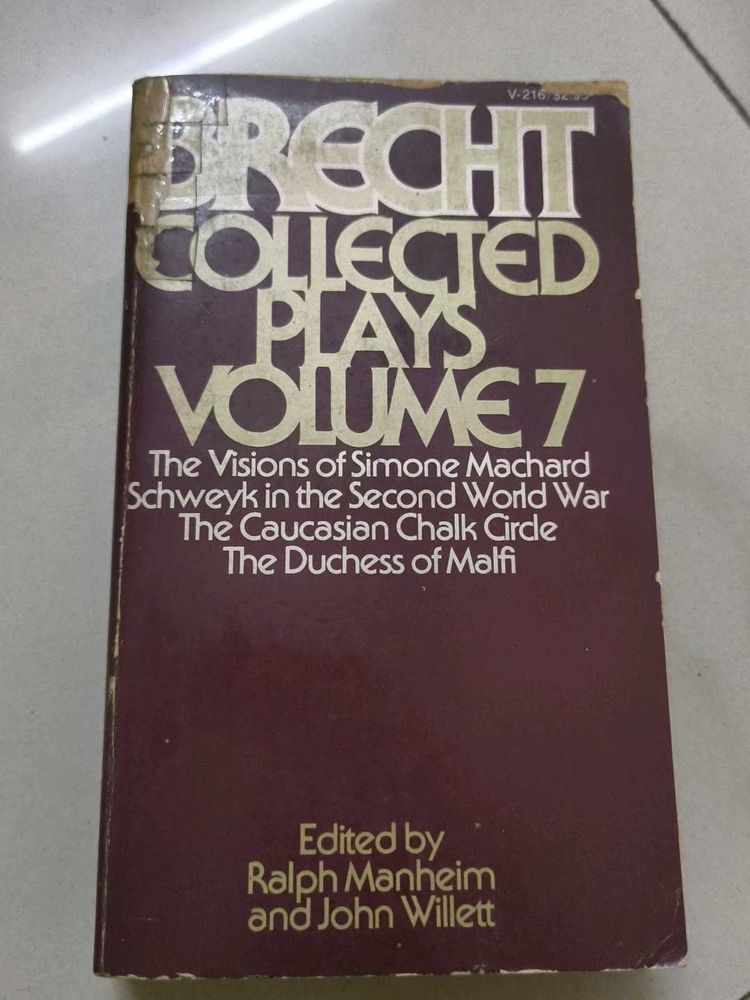 V-216
BRECHT
COLLECTED
PLAYS
VOLUME 7
The Visions of Simone Machard
Schweyk in the Second World War
The Caucasian Chalk Circle
The Duchess of Malfi
Edited by
Ralph Manheim
and John Willett